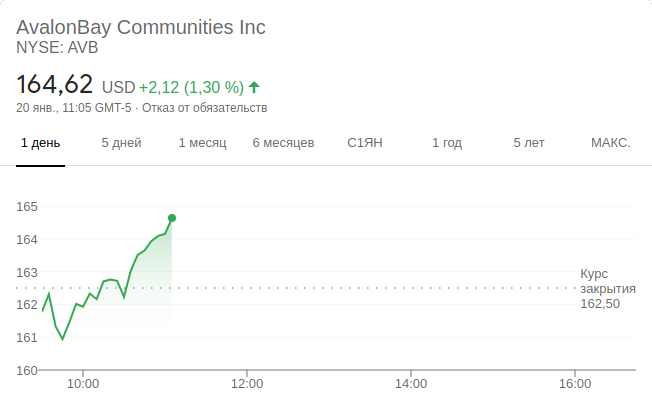 AvalonBay Communities Inc
NYSE: AVB
164,62 USD +2,12 (1,30 %)
20 янв., 11:05 GMT-5 · Отказ от обязательств
1 день 5 дней 1 месяц 6 месяцев С1ЯН 1 год 5 лет МАКС.
165
164
163
162
161
160
Курс
закрытия
162,50
10:00 12:00 14:00 16:00